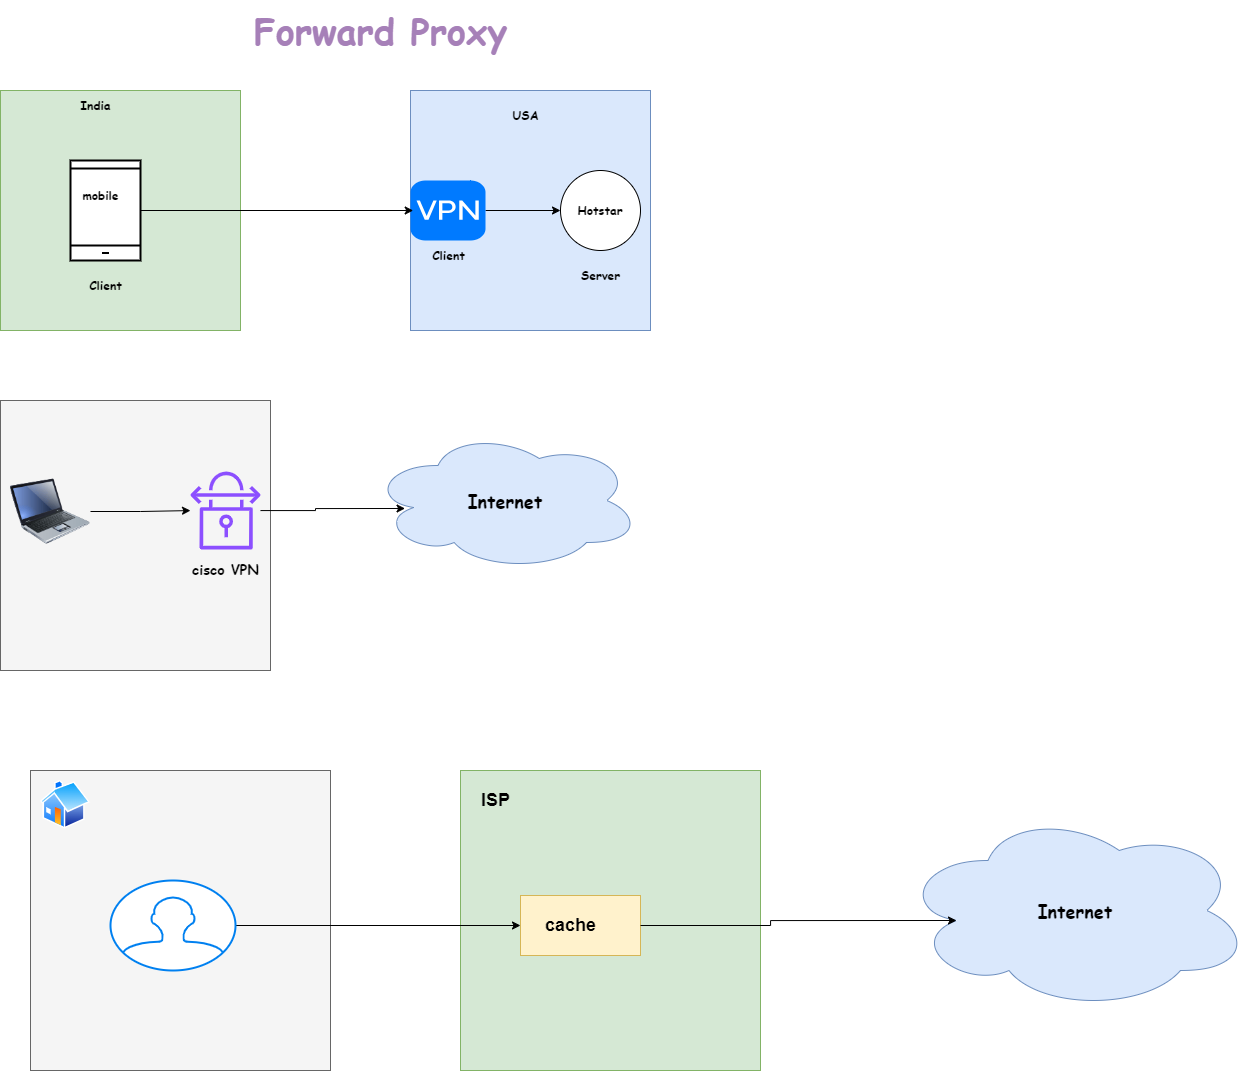 Forward Proxy
India
USA
mobile
VPN
Hotstar
Client
Server
Client
Internet
cisco VPN
ISP
cache
Internet